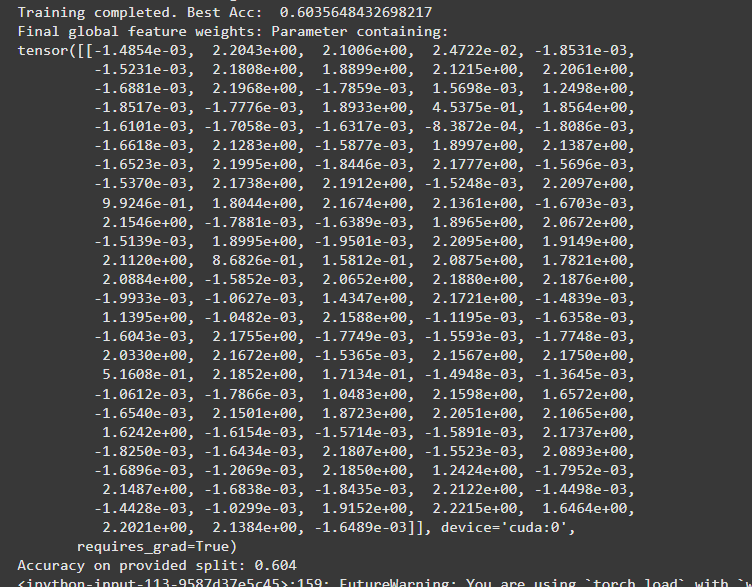 Training completed. Best Acc:  0.6035648432698217
Final global feature weights: Parameter containing:
tensor([[-1.4854e-03,  2.2043e+00,  2.1006e+00,  2.4722e-02, -1.8531e-03,
         -1.5231e-03,  2.1808e+00,  1.8899e+00,  2.1215e+00,  2.2061e+00,
         -1.6881e-03,  2.1968e+00, -1.7859e-03,  1.5698e-03,  1.2498e+00,
         -1.8517e-03, -1.7776e-03,  1.8933e+00,  4.5375e-01,  1.8564e+00,
         -1.6101e-03, -1.7058e-03, -1.6317e-03, -8.3872e-04, -1.8086e-03,
         -1.6618e-03,  2.1283e+00, -1.5877e-03,  1.8997e+00,  2.1387e+00,
         -1.6523e-03,  2.1995e+00, -1.8446e-03,  2.1777e+00, -1.5696e-03,
         -1.5370e-03,  2.1738e+00,  2.1912e+00, -1.5248e-03,  2.2097e+00,
          9.9246e-01,  1.8044e+00,  2.1674e+00,  2.1361e+00, -1.6703e-03,
          2.1546e+00, -1.7881e-03, -1.6389e-03,  1.8965e+00,  2.0672e+00,
         -1.5139e-03,  1.8995e+00, -1.9501e-03,  2.2095e+00,  1.9149e+00,
          2.1120e+00,  8.6826e-01,  1.5812e-01,  2.0875e+00,  1.7821e+00,
          2.0884e+00, -1.5852e-03,  2.0652e+00,  2.1880e+00,  2.1876e+00,
         -1.9933e-03, -1.0627e-03,  1.4347e+00,  2.1721e+00, -1.4839e-03,
          1.1395e+00, -1.0482e-03,  2.1588e+00, -1.1195e-03, -1.6358e-03,
         -1.6043e-03,  2.1755e+00, -1.7749e-03, -1.5593e-03, -1.7748e-03,
          2.0330e+00,  2.1672e+00, -1.5365e-03,  2.1567e+00,  2.1750e+00,
          5.1608e-01,  2.1852e+00,  1.7134e-01, -1.4948e-03, -1.3645e-03,
         -1.0612e-03, -1.7866e-03,  1.0483e+00,  2.1598e+00,  1.6572e+00,
         -1.6540e-03,  2.1501e+00,  1.8723e+00,  2.2051e+00,  2.1065e+00,
          1.6242e+00, -1.6154e-03, -1.5714e-03, -1.5891e-03,  2.1737e+00,
         -1.8250e-03, -1.6434e-03,  2.1807e+00, -1.5523e-03,  2.0893e+00,
         -1.6896e-03, -1.2069e-03,  2.1850e+00,  1.2424e+00, -1.7952e-03,
          2.1487e+00, -1.6838e-03, -1.8435e-03,  2.2122e+00, -1.4498e-03,
         -1.4428e-03, -1.0299e-03,  1.9152e+00,  2.2215e+00,  1.6464e+00,
          2.2021e+00,  2.1384e+00, -1.6489e-03]], device='cuda:0',
       requires_grad=True)
Accuracy on provided split: 0.604
<ipython-input-113-9587d37e5c45>:159: FutureWarning: You are using `torch.load` with `w